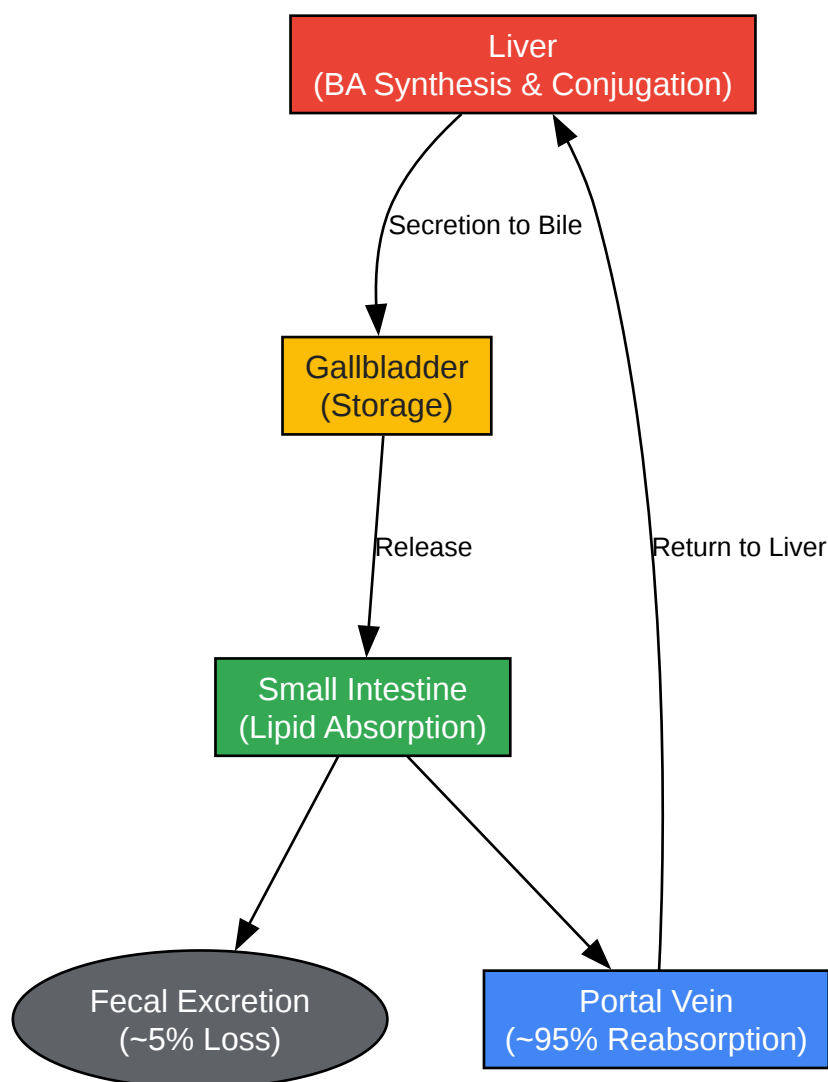 Liver
(BA Synthesis & Conjugation)
Secretion to Bile
Gallbladder
(Storage)
Release
Return to Liver
Small Intestine
(Lipid Absorption)
Fecal Excretion
(~5% Loss)
Portal Vein
(~95% Reabsorption)